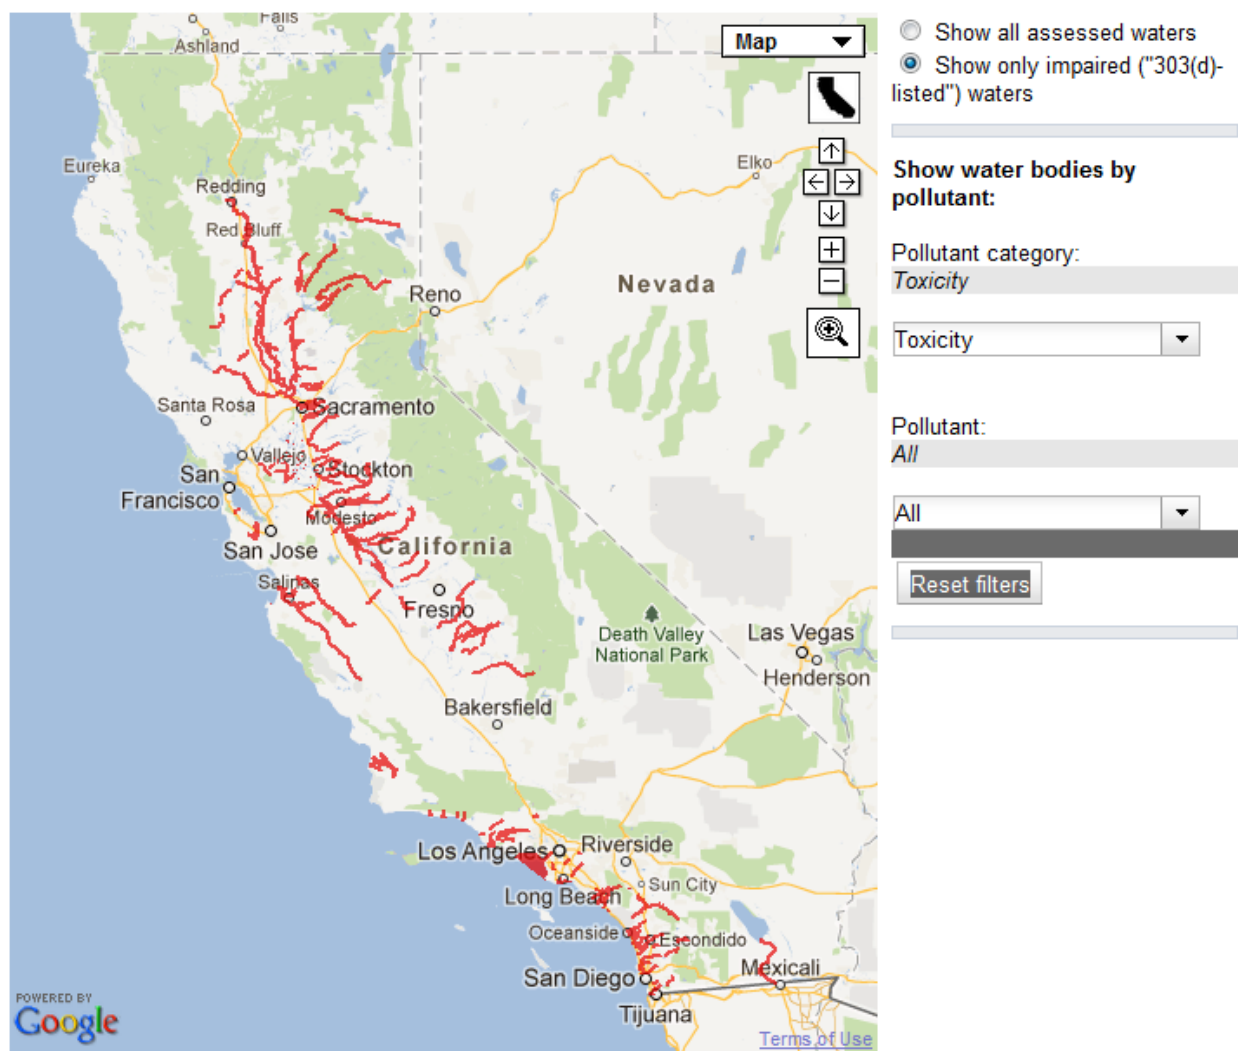 Falls
Ashland
Map
Eureka
Elko
Redding
Red Bluff
Nevada
Reno
Santa Rosa
Sacramento
Vallejo
Stockton
San
Francisco
Modesto
San Jose
California
Salinas
Fresno
Death Valley
National Park
Las Vegas
Henderson
Bakersfield
Los Angeles
Riverside
Long Beach
Sun City
Oceanside
Escondido
San Diego
Mexicali
Tijuana
POWERED BY
Google
Terms of Use
Show all assessed waters
Show only impaired ("303(d)-
listed") waters
Show water bodies by
pollutant:
Pollutant category:
Toxicity
Toxicity
Pollutant:
All
All
Reset filters